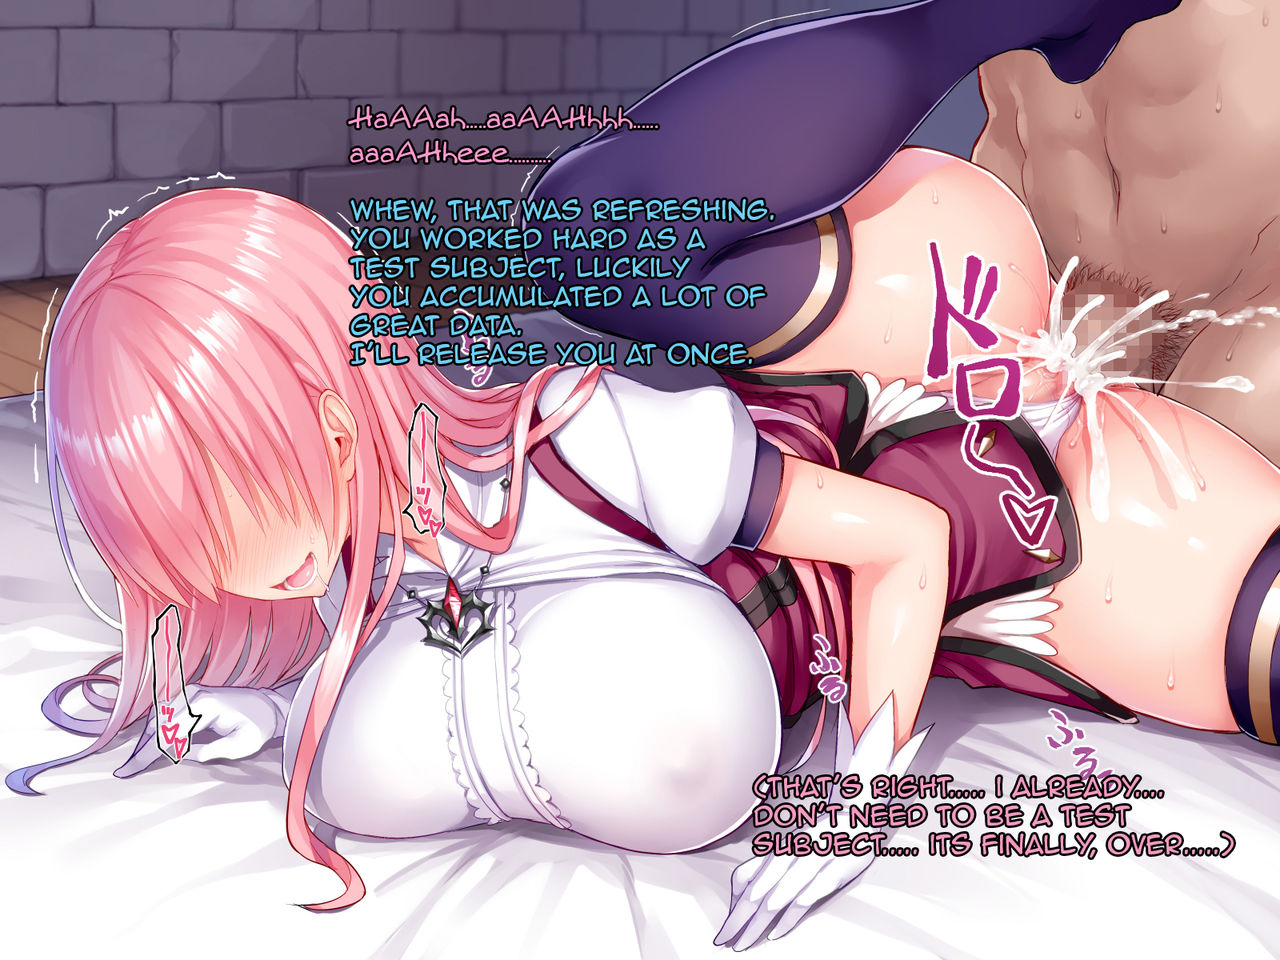 HaAAah.....aaAAHhhh......
aaaAHheee..........
WHEW, THAT WAS REFRESHING.
YOU WORKED HARD AS A
TEST SUBJECT, LUCKILY
YOU ACCUMULATED A LOT OF
GREAT DATA.
I'LL RELEASE YOU AT ONCE.
ドロ〜♡
ッ♡♡
ッ♡♡
ふる
ふる
(THAT'S RIGHT..... I ALREADY....
DON'T NEED TO BE A TEST
SUBJECT..... ITS FINALLY, OVER.....)